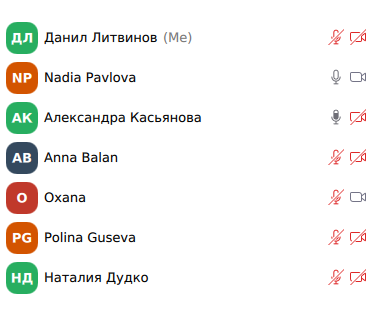 ДЛ Данил Литвинов (Me)
NP Nadia Pavlova
АК Александра Касьянова
AB Anna Balan
O Oxana
PG Polina Guseva
НД Наталия Дудко